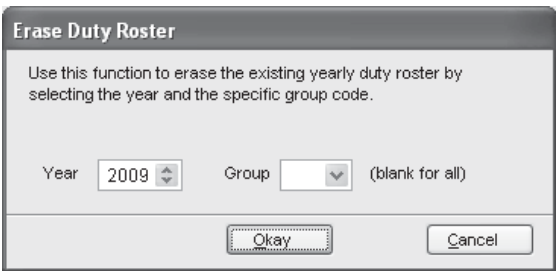 Erase Duty Roster
Use this function to erase the existing yearly duty roster by
selecting the year and the specific group code.
Year 2009 Group (blank for all)
Okay Cancel